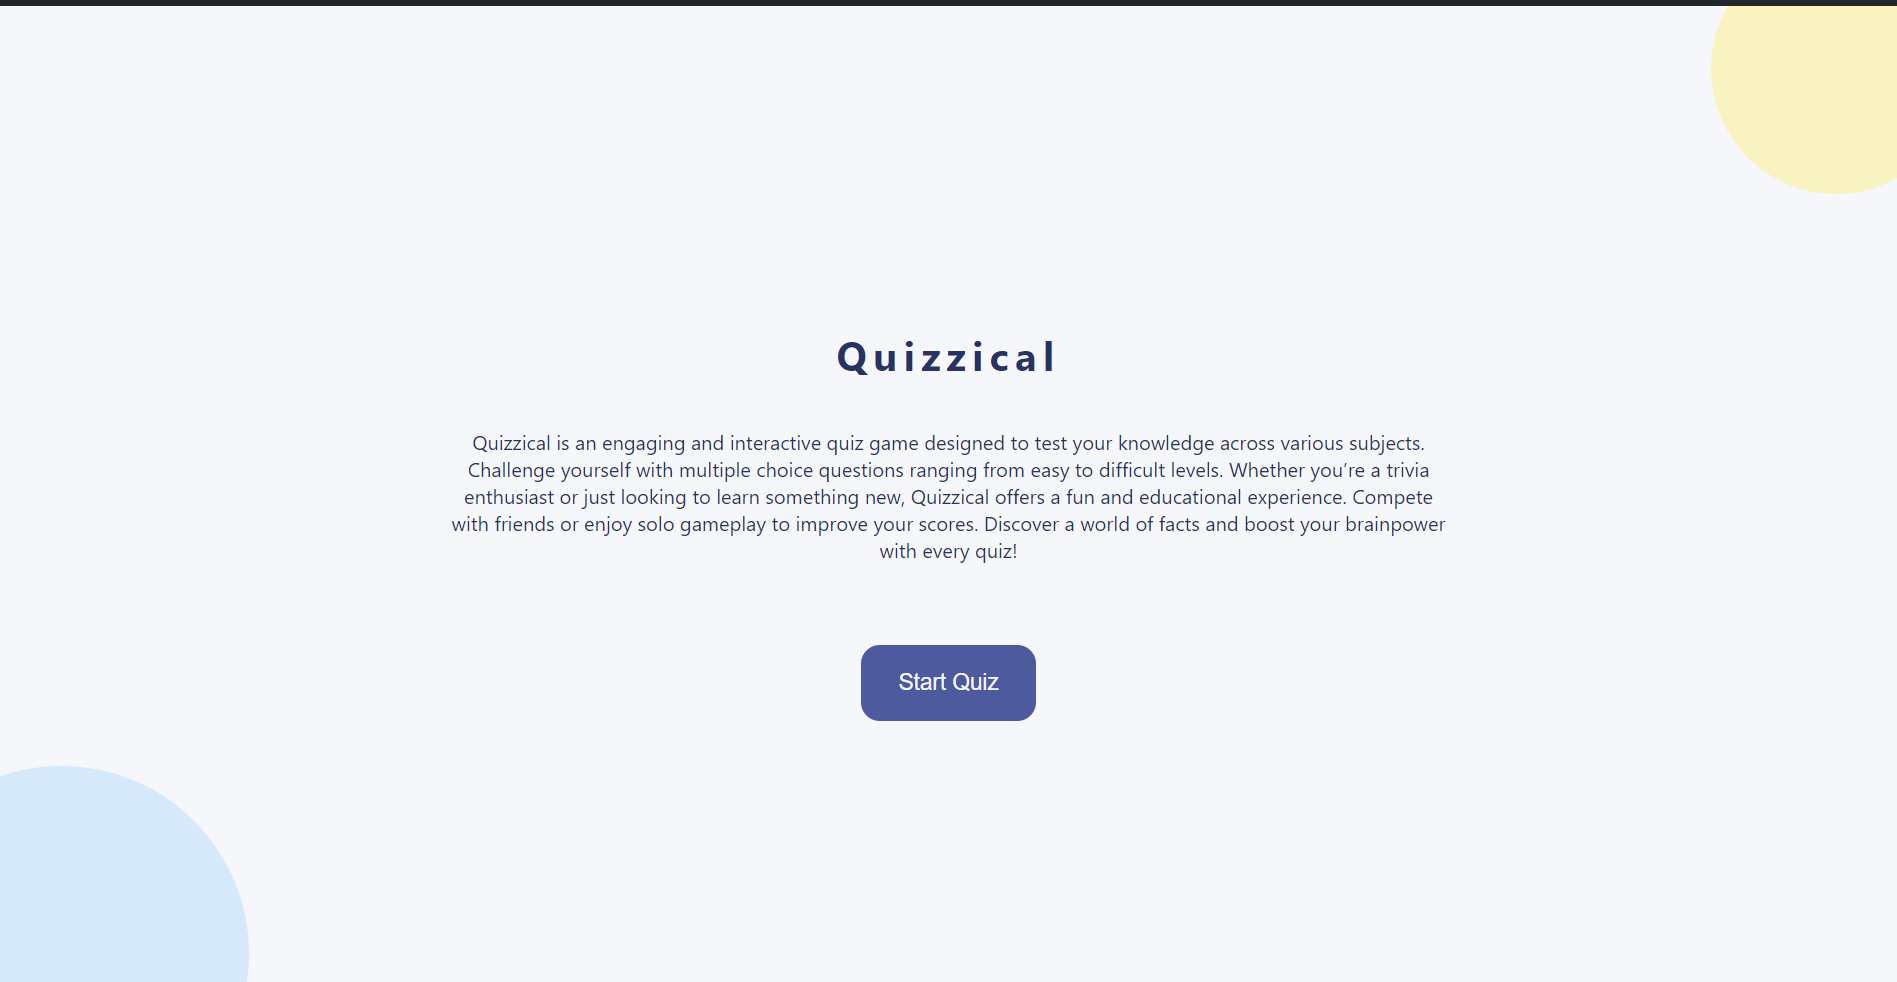 Quizzical
Quizzical is an engaging and interactive quiz game designed to test your knowledge across various subjects.
Challenge yourself with multiple choice questions ranging from easy to difficult levels. Whether you’re a trivia
enthusiast or just looking to learn something new, Quizzical offers a fun and educational experience. Compete
with friends or enjoy solo gameplay to improve your scores. Discover a world of facts and boost your brainpower
with every quiz!
Start Quiz